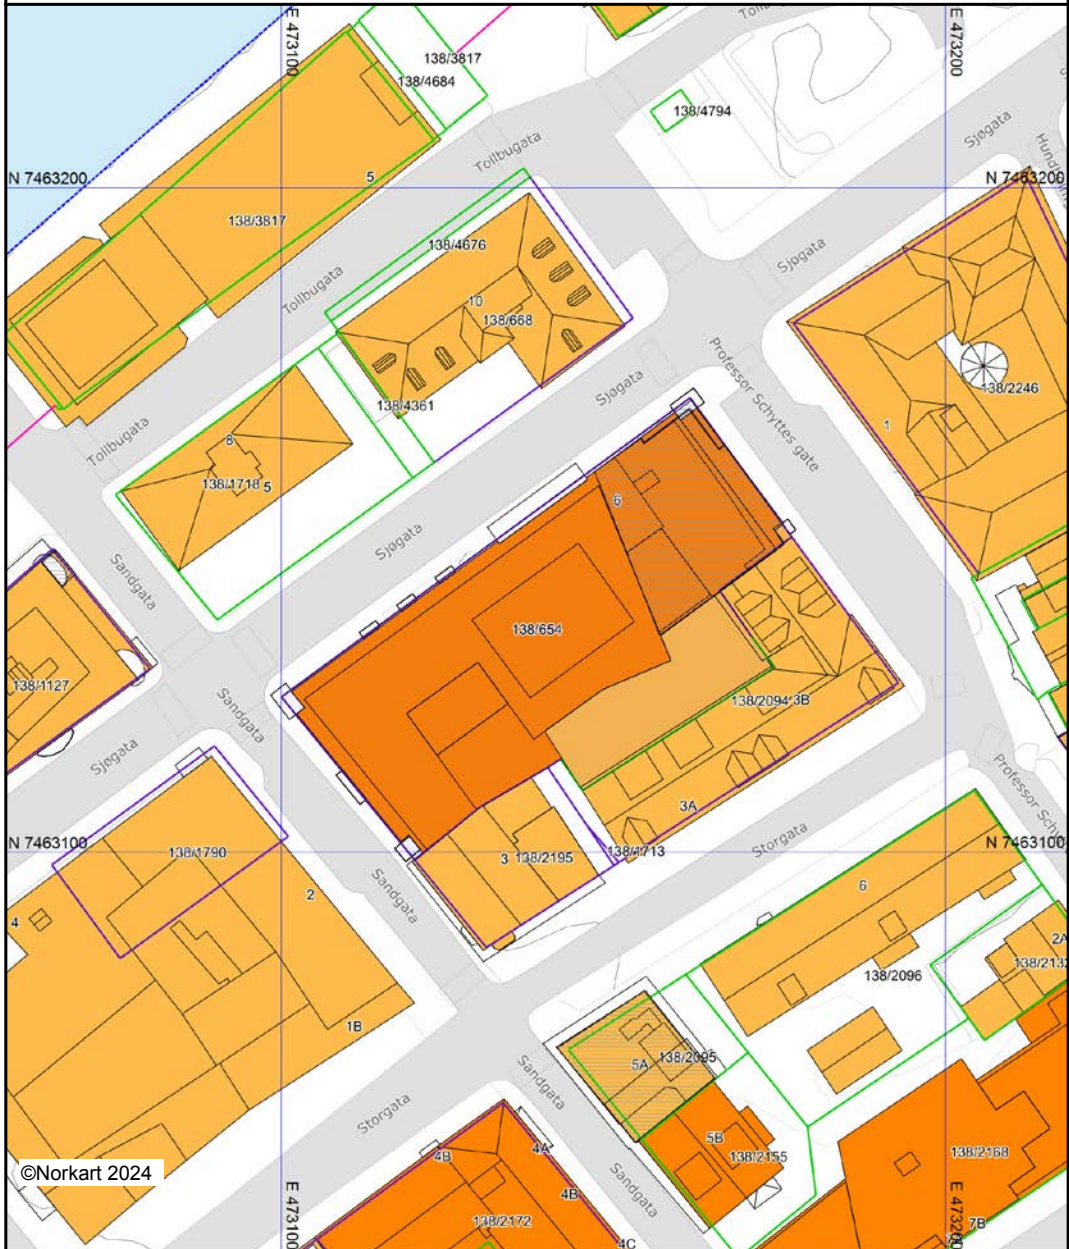 Tollbu
E 473100
E 473200
138/3817
138/4684
138/4794
Tollbugata
Sjøgata
N 7463200
5
N 7463200
138/3817
138/4676
Sjøgata
Tollbugata
10
138/668
Sjøgata
Professor Schyttes gate
138/2246
138/4361
1
Tollbugata
8
138/1718
5
6
Sjøgata
Sandgata
138/654
138/1127
138/2094
3B
Sandgata
Sjøgata
Professor Schy
3A
N 7463100
N 7463100
138/1790
3
138/2195
138/1713
Storgata
2
Sandgata
6
4
2A
138/2096
138/2132
1B
138/2095
5A
Sandgata
Storgata
5B
138/2155
4A
4B
138/2168
©Norkart 2024
Sandgata
4B
E 473100
138/2172
E 473200
7B
4C